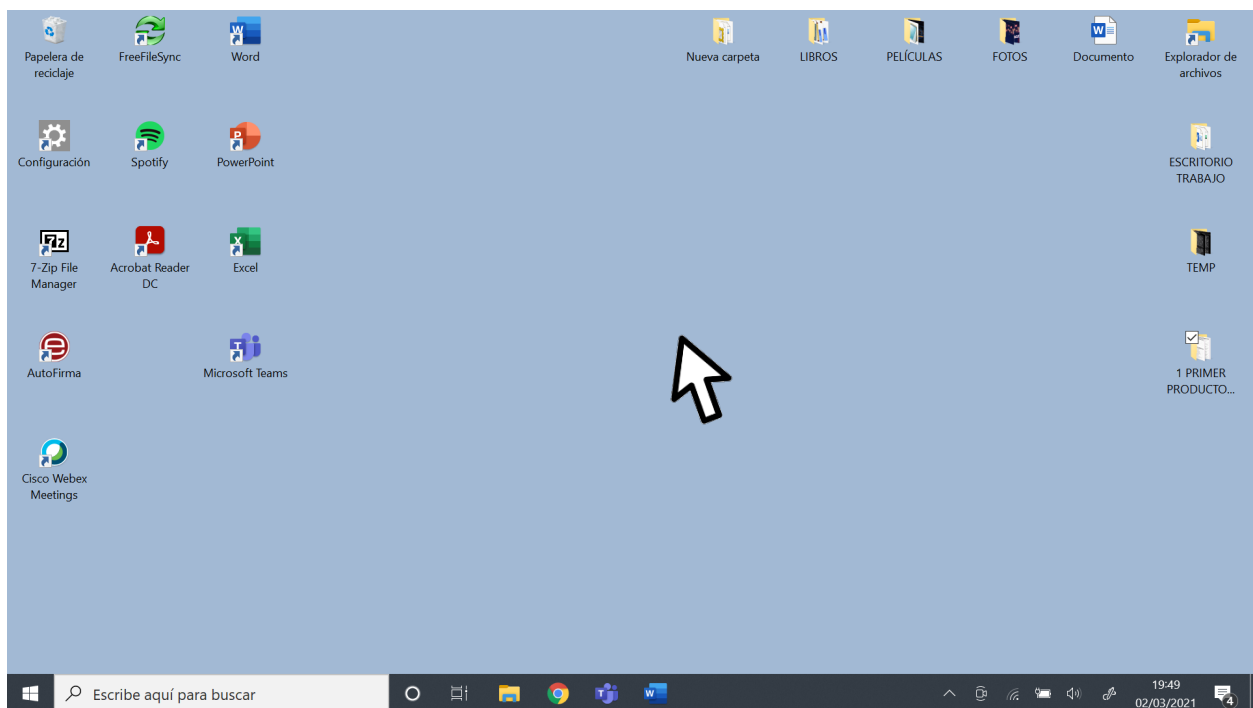 Papelera de
reciclaje
FreeFileSync
Word
Nueva carpeta
LIBROS
PELÍCULAS
FOTOS
Documento
Explorador de
archivos
Configuración
Spotify
PowerPoint
ESCRITORIO
TRABAJO
7-Zip File
Manager
Acrobat Reader
DC
Excel
TEMP
AutoFirma
Microsoft Teams
1 PRIMER
PRODUCTO...
Cisco Webex
Meetings
Escribe aquí para buscar
19:49
02/03/2021
4